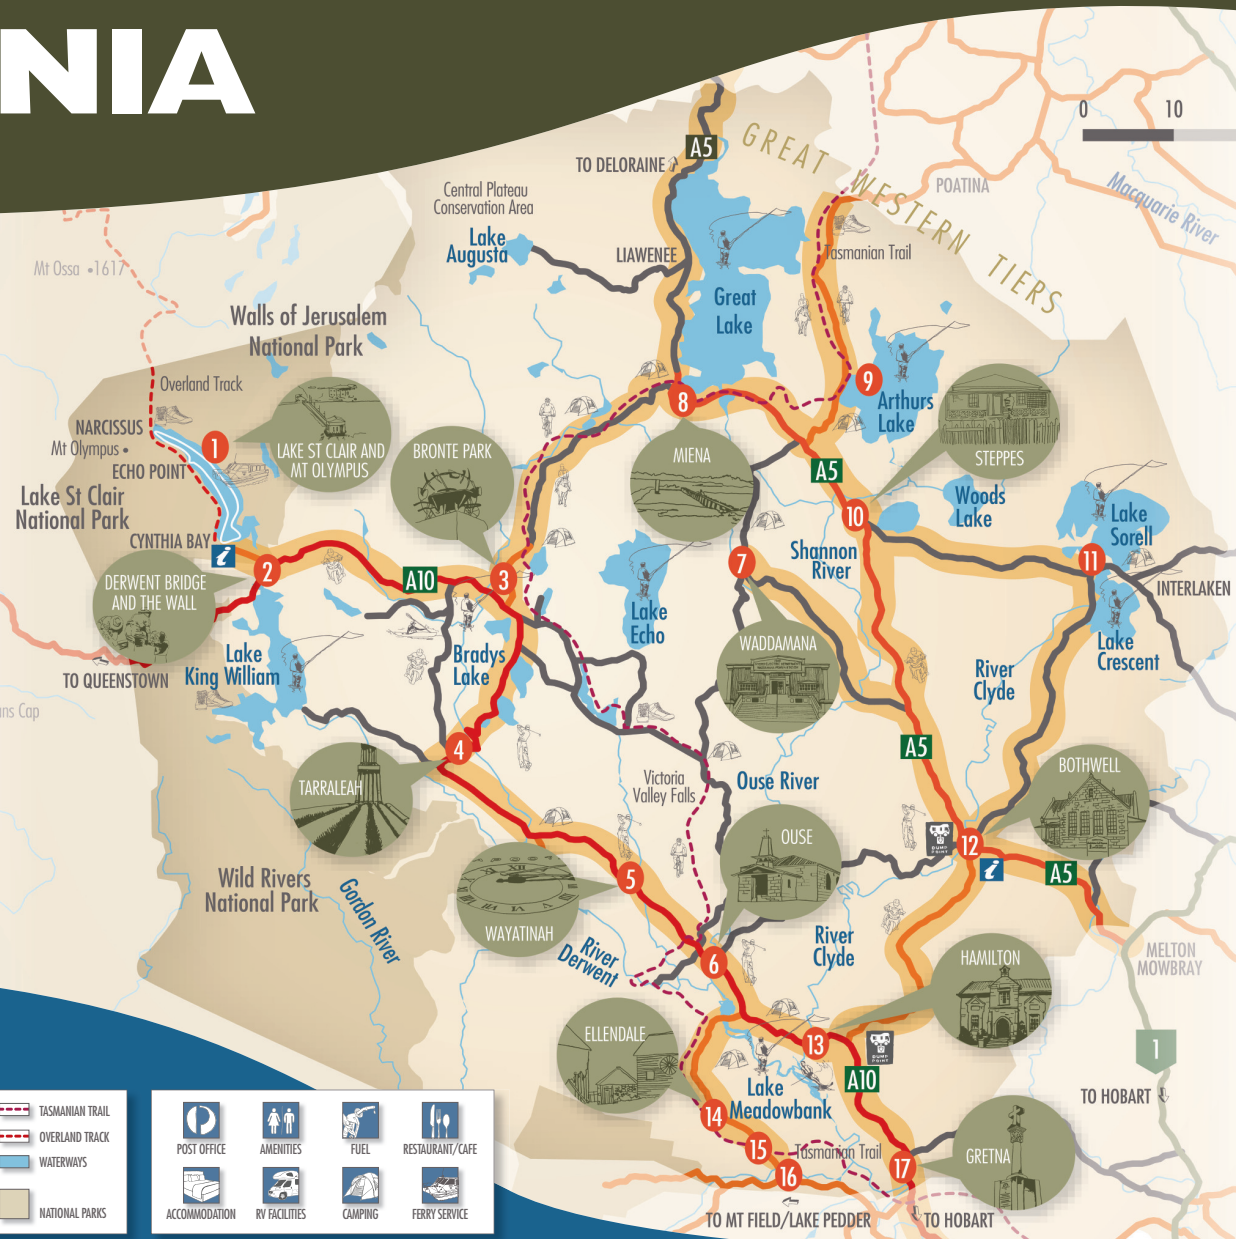 NIA
0 10
A5
GREAT WESTERN TIERS
TO DELORAINE
POATINA
Macquarie River
Central Plateau
Conservation Area
Lake
Augusta
LIAWENEE
Tasmanian Trail
Mt Ossa •1617
Great
Lake
Walls of Jerusalem
National Park
Overland Track
9
Arthurs
Lake
8
NARCISSUS
Mt Olympus •
1
ECHO POINT
LAKE ST CLAIR AND
MT OLYMPUS
BRONTE PARK
MIENA
A5
STEPPES
Lake St Clair
National Park
Woods
Lake
10
Lake
Sorell
CYNTHIA BAY
i
2
A10
3
7
Shannon
River
11
INTERLAKEN
DERWENT BRIDGE
AND THE WALL
Lake
Echo
WADDAMANA
Lake
Crescent
Lake
King William
Bradys
Lake
River
Clyde
TO QUEENSTOWN
ns Cap
4
A5
TARRALEAH
Victoria
Valley Falls
Ouse River
BOTHWELL
OUSE
DUMP
POINT
12
i
A5
5
Wild Rivers
National Park
Gordon River
WAYATINAH
River
Derwent
6
River
Clyde
HAMILTON
MELTON
MOWBRAY
ELLENDALE
13
DUMP
POINT
1
A10
TO HOBART
Lake
Meadowbank
14
15
Tasmanian Trail
16
17
GRETNA
TO MT FIELD/LAKE PEDDER
TO HOBART
TASMANIAN TRAIL
OVERLAND TRACK
WATERWAYS
NATIONAL PARKS
POST OFFICE
AMENITIES
FUEL
RESTAURANT/CAFE
ACCOMMODATION
RV FACILITIES
CAMPING
FERRY SERVICE